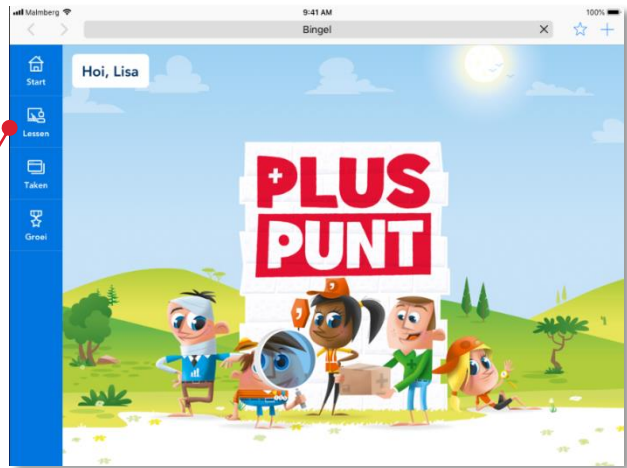 Malmberg 9:41 AM 100%
Bingel
Start
Hoi, Lisa
Lessen
Taken
Groei
PLUS
PUNT